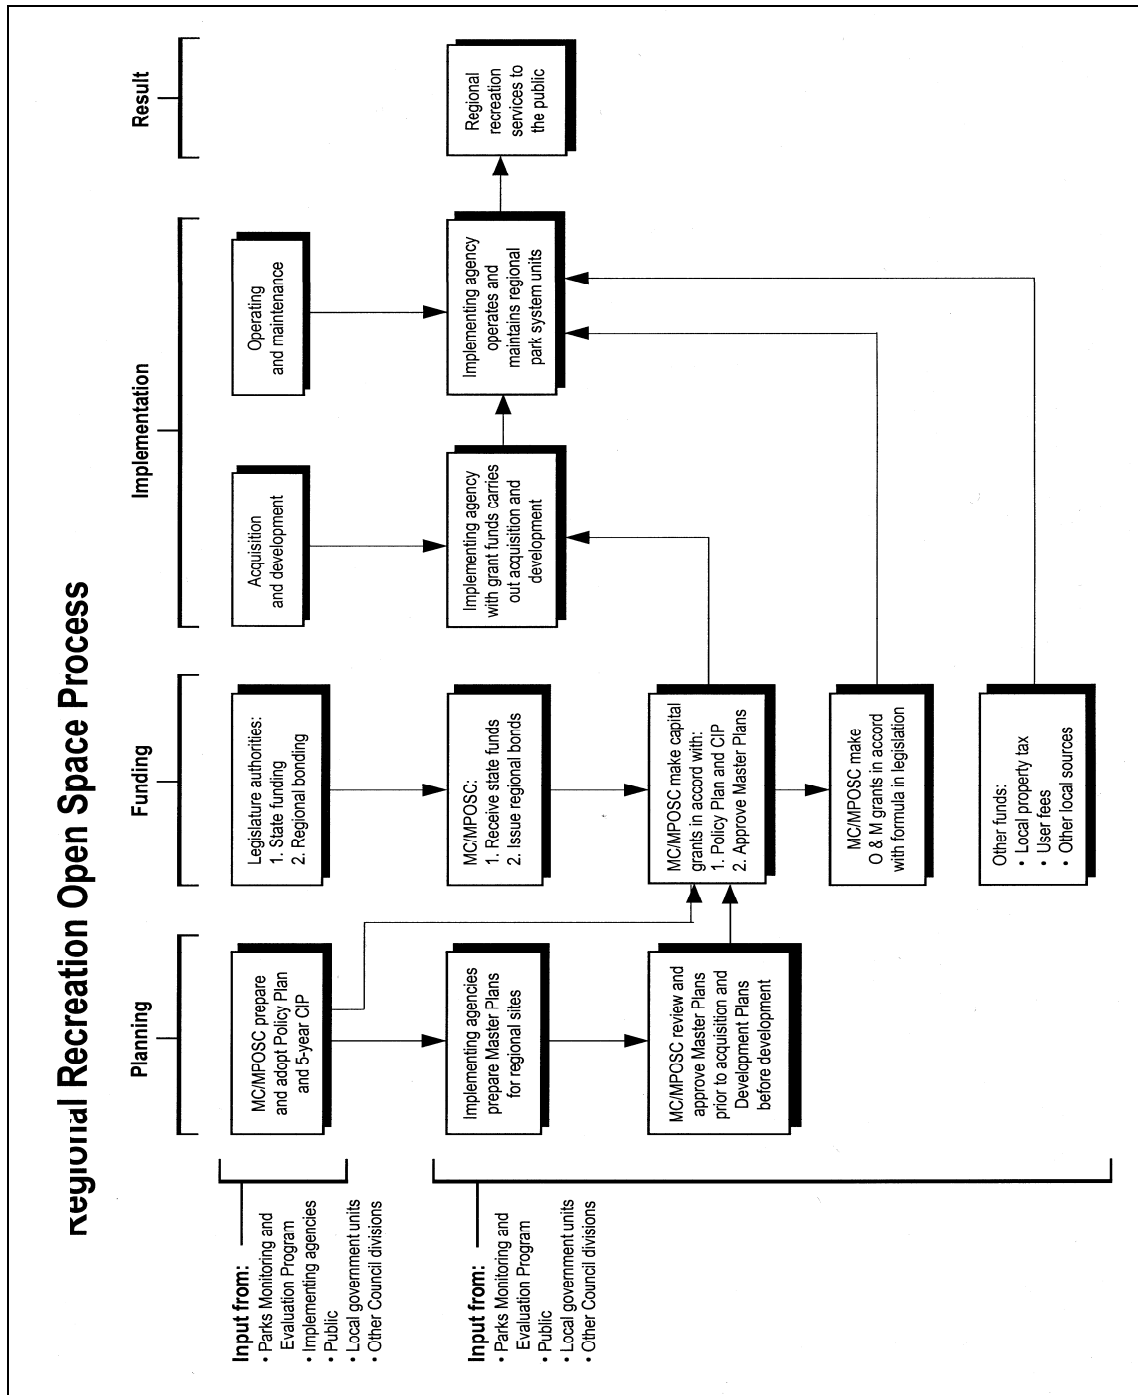 Regional Recreation Open Space Process
Planning
Funding
Implementation
Result
Input from:
• Parks Monitoring and
Evaluation Program
• Implementing agencies
• Public
• Local government units
• Other Council divisions
MC/MPOSC prepare
and adopt Policy Plan
and 5-year CIP
Legislature authorities:
1. State funding
2. Regional bonding
Acquisition
and development
Operating
and maintenance
Input from:
• Parks Monitoring and
Evaluation Program
• Public
• Local government units
• Other Council divisions
Implementing agencies
prepare Master Plans
for regional sites
MC/MPOSC:
1. Receive state funds
2. Issue regional bonds
Implementing agency
with grant funds carries
out acquisition and
development
Implementing agency
operates and
maintains regional
park system units
Regional
recreation
services to
the public
MC/MPOSC review and
approve Master Plans
prior to acquisition and
Development Plans
before development
MC/MPOSC make capital
grants in accord with:
1. Policy Plan and CIP
2. Approve Master Plans
MC/MPOSC make
O & M grants in accord
with formula in legislation
Other funds:
• Local property tax
• User fees
• Other local sources